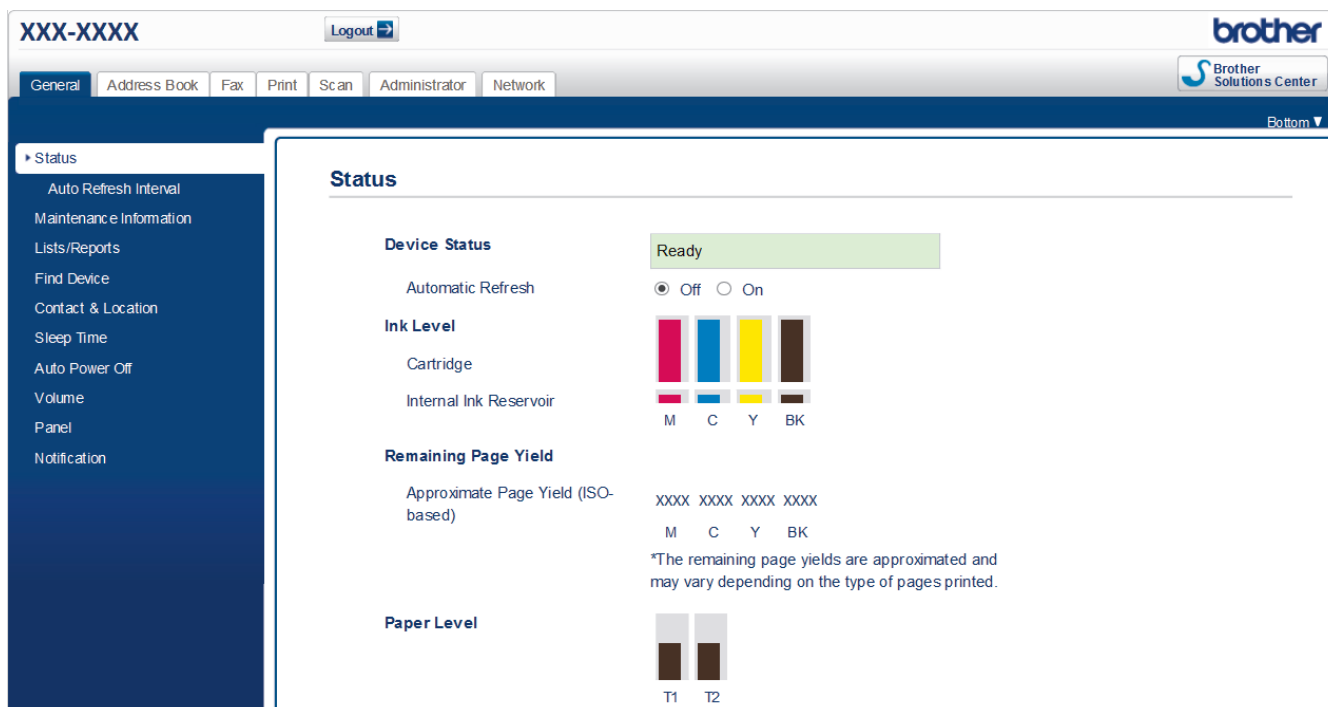 XXX-XXXX
Logout
brother
General
Address Book
Fax
Print
Scan
Administrator
Network
Brother
Solutions Center
Bottom▼
Status
Auto Refresh Interval
Maintenance Information
Lists/Reports
Find Device
Contact & Location
Sleep Time
Auto Power Off
Volume
Panel
Notification
Status
Device Status
Ready
Automatic Refresh
Off
On
Ink Level
Cartridge
Internal Ink Reservoir
M C Y BK
Remaining Page Yield
Approximate Page Yield (ISO-
based)
XXXX XXXX XXXX XXXX
M C Y BK
*The remaining page yields are approximated and
may vary depending on the type of pages printed.
Paper Level
T1 T2